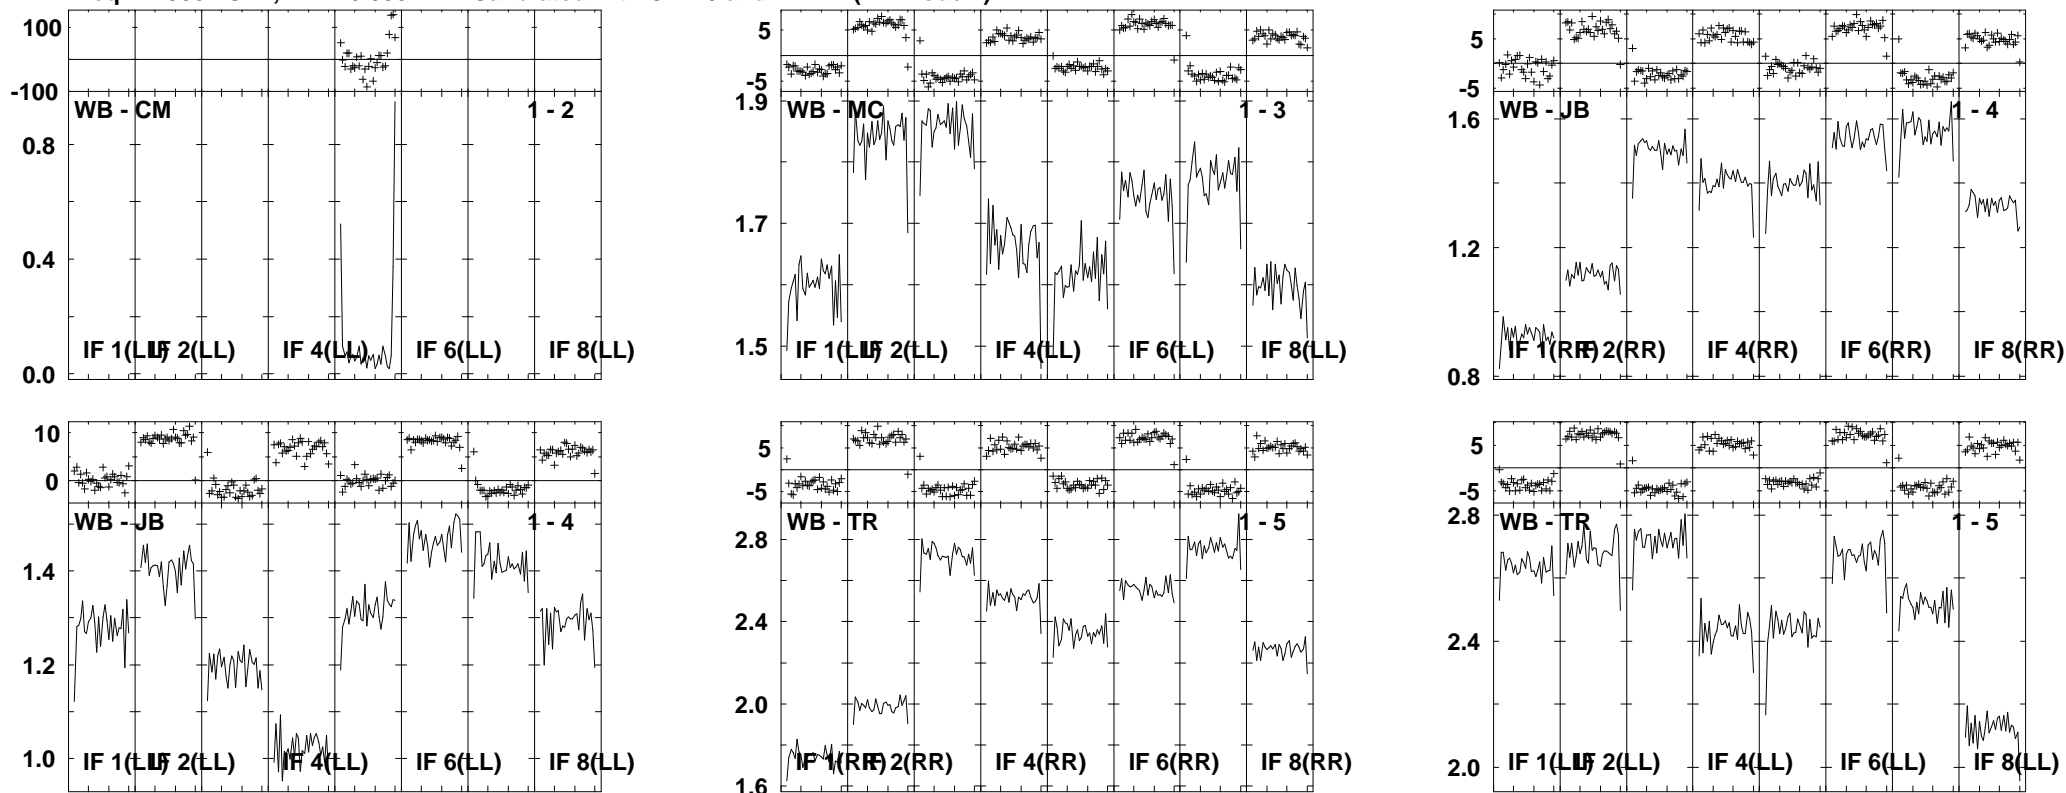 100
-100
WB - CM
1 - 2
0.8
0.4
0.0
IF 1(LL)
IF 2(LL)
IF 4(LL)
IF 6(LL)
IF 8(LL)
5
-5
1.9
WB - MC
1 - 3
1.7
1.5
IF 1(LL)
IF 2(LL)
IF 4(LL)
IF 6(LL)
IF 8(LL)
5
-5
WB - JB
1 - 4
1.6
1.2
0.8
IF 1(RR)
IF 2(RR)
IF 4(RR)
IF 6(RR)
IF 8(RR)
10
0
WB - JB
1 - 4
1.4
1.2
1.0
IF 1(LL)
IF 2(LL)
IF 4(LL)
IF 6(LL)
IF 8(LL)
5
-5
WB - TR
1 - 5
2.8
2.4
2.0
1.6
IF 1(RR)
IF 2(RR)
IF 4(RR)
IF 6(RR)
IF 8(RR)
5
-5
WB - TR
1 - 5
2.8
2.4
2.0
IF 1(LL)
IF 2(LL)
IF 4(LL)
IF 6(LL)
IF 8(LL)